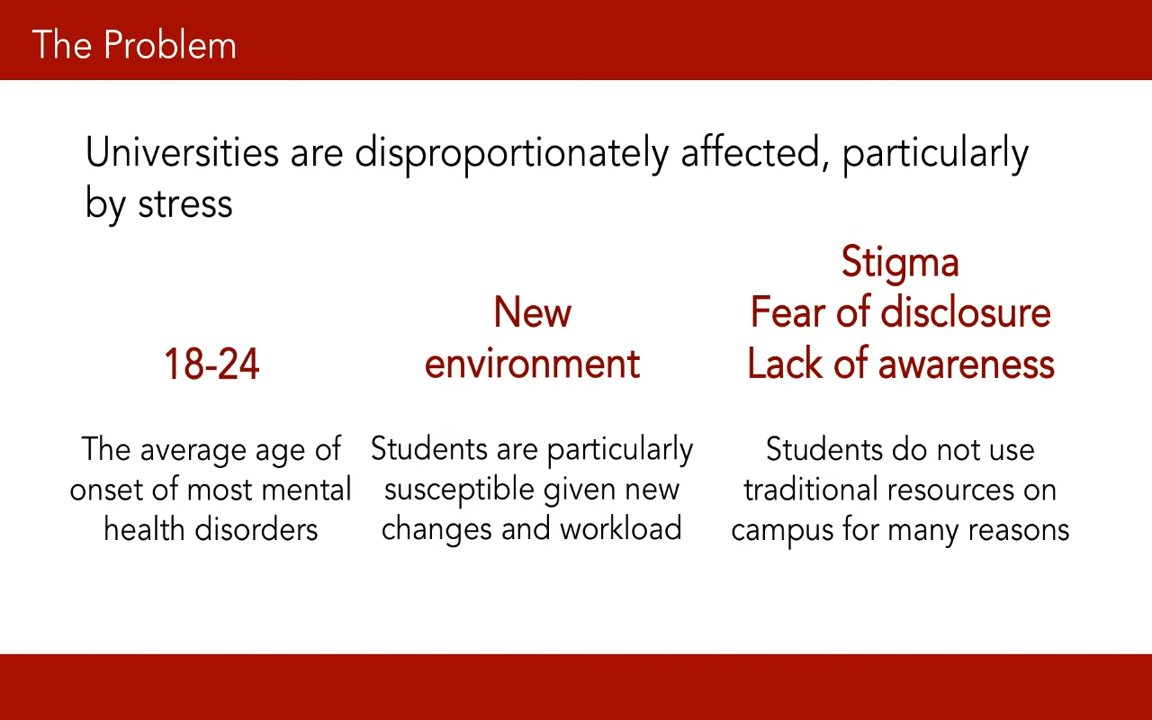 The Problem
Universities are disproportionately affected, particularly
by stress
18-24
The average age of
onset of most mental
health disorders
New
environment
Students are particularly
susceptible given new
changes and workload
Stigma
Fear of disclosure
Lack of awareness
Students do not use
traditional resources on
campus for many reasons